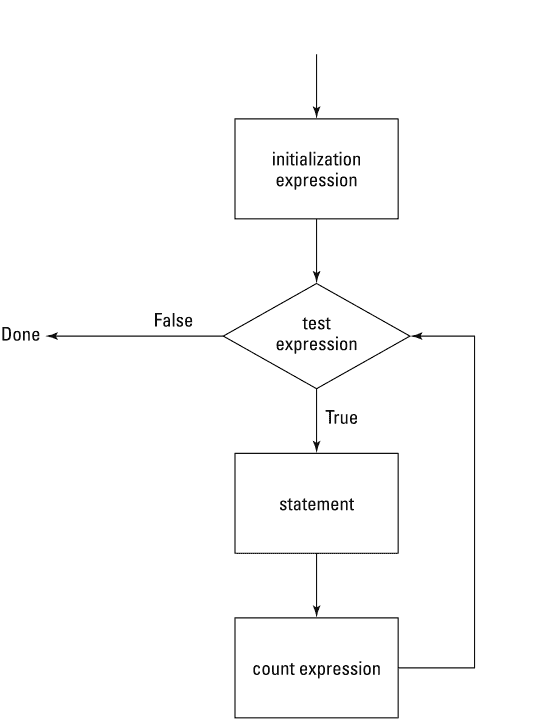 initialization
expression
False
Done
test
expression
True
statement
count expression